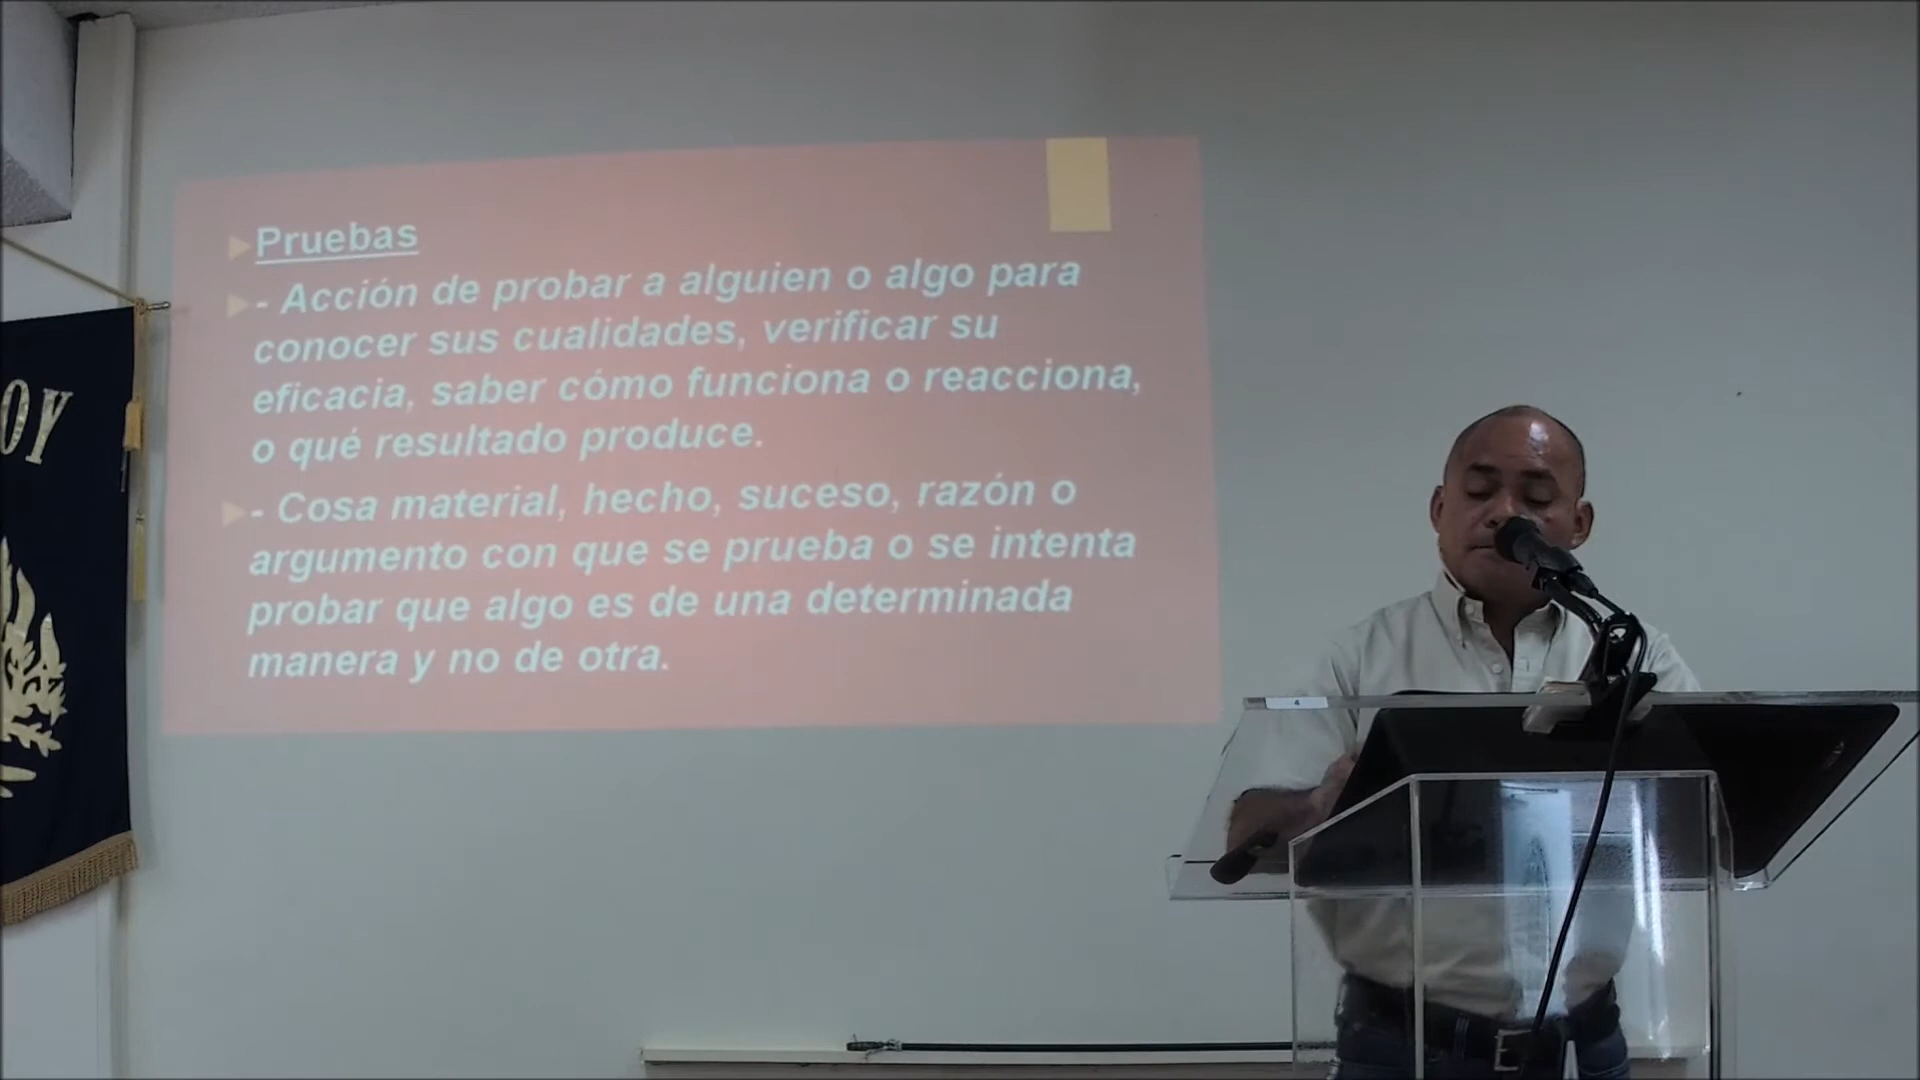 Pruebas
- Acción de probar a alguien o algo para
conocer sus cualidades, verificar su
eficacia, saber cómo funciona o reacciona,
o qué resultado produce.
- Cosa material, hecho, suceso, razón o
argumento con que se prueba o se intenta
probar que algo es de una determinada
manera y no de otra.
OY
4